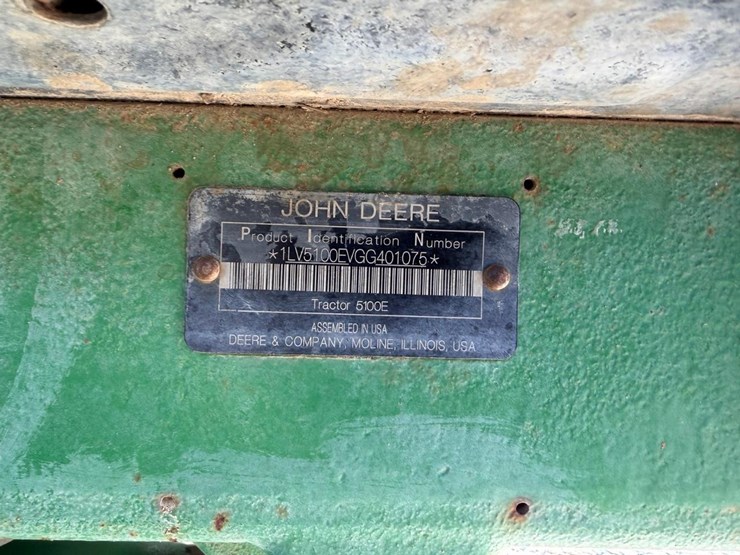 JOHN DEERE
Product Identification Number
*1LV5100EVGG401075*
Tractor 5100E
ASSEMBLED IN USA
DEERE & COMPANY, MOLINE, ILLINOIS, USA